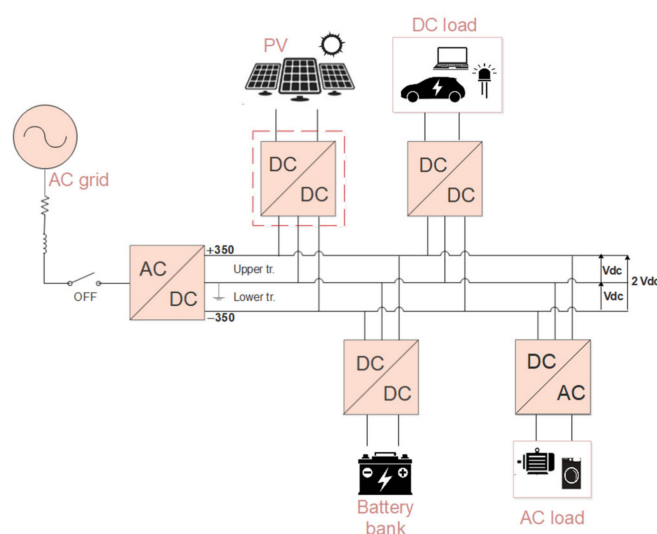 PV
DC load
AC grid
DC
DC
DC
DC
+350
AC
DC
Upper tr.
Lower tr.
−350
OFF
Vdc
Vdc
2 Vdc
DC
DC
DC
AC
Battery
bank
AC load